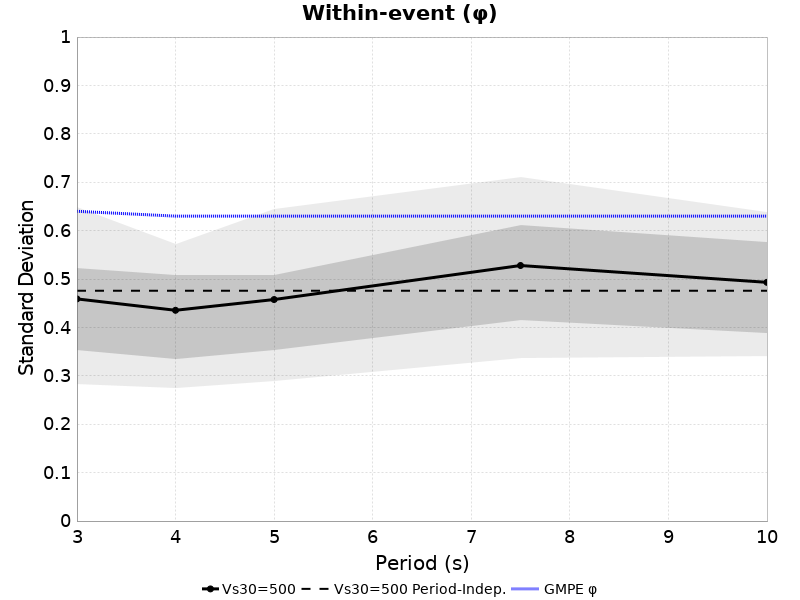 Within-event (φ)
1
0.9
0.8
0.7
0.6
0.5
0.4
0.3
0.2
0.1
0
Standard Deviation
3 4 5 6 7 8 9 10
Period (s)
Vs30=500 Vs30=500 Period-Indep. GMPE φ